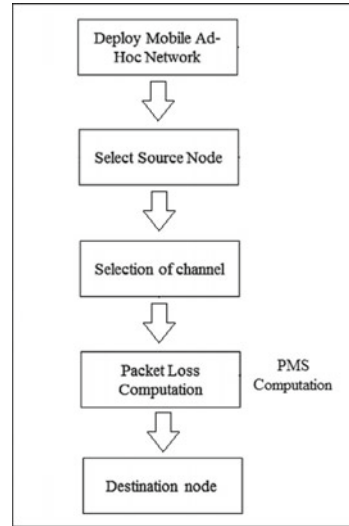 Deploy Mobile Ad-
Hoc Network
Select Source Node
Selection of channel
Packet Loss
Computation
PMS
Computation
Destination node